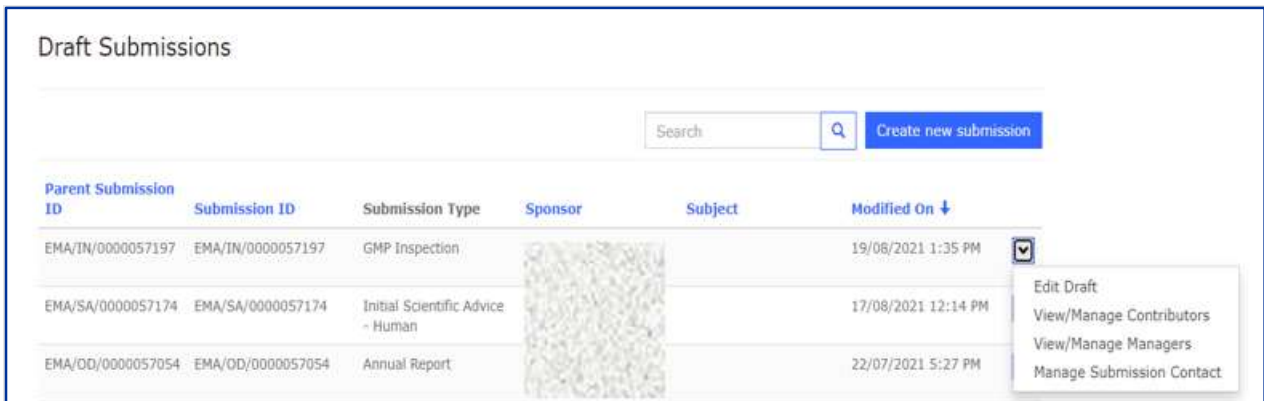 Draft Submissions
Search
Create new submission
Parent Submission
ID
Submission ID
Submission Type
Sponsor
Subject
Modified On
EMA/IN/0000057197
EMA/IN/0000057197
GMP Inspection
19/08/2021 1:35 PM
Edit Draft
View/Manage Contributors
View/Manage Managers
Manage Submission Contact
EMA/SA/0000057174
EMA/SA/0000057174
Initial Scientific Advice
- Human
17/08/2021 12:14 PM
EMA/OD/0000057054
EMA/OD/0000057054
Annual Report
22/07/2021 5:27 PM